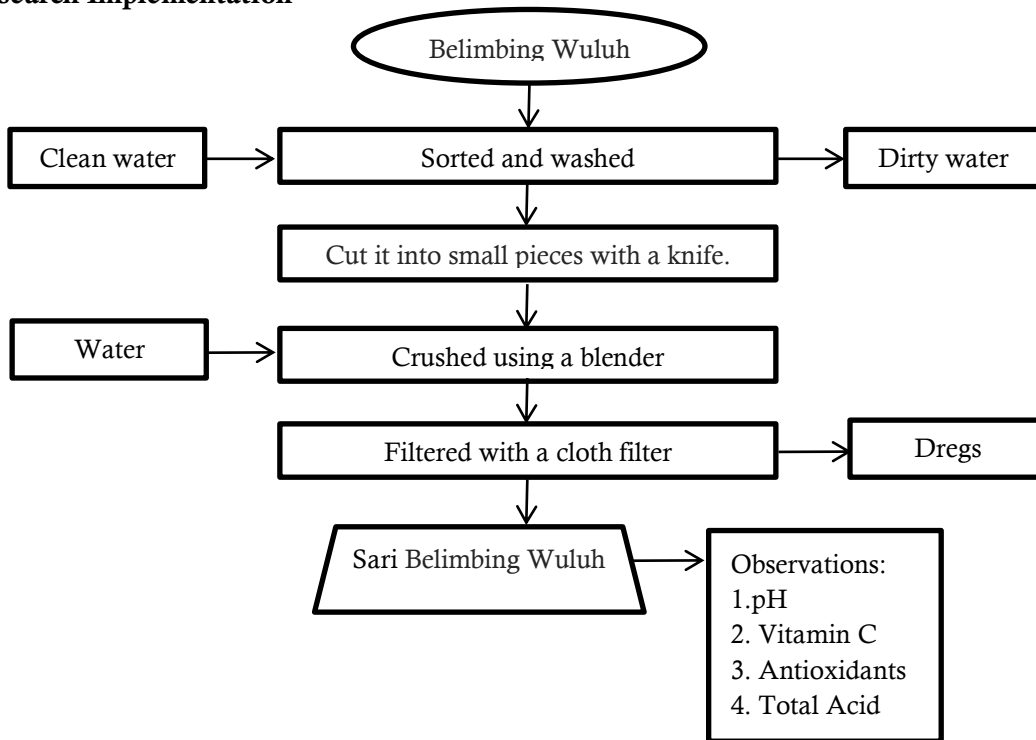 Belimbing Wuluh
Clean water
Sorted and washed
Dirty water
Cut it into small pieces with a knife.
Water
Crushed using a blender
Filtered with a cloth filter
Dregs
Sari Belimbing Wuluh
Observations:
1.pH
2. Vitamin C
3. Antioxidants
4. Total Acid